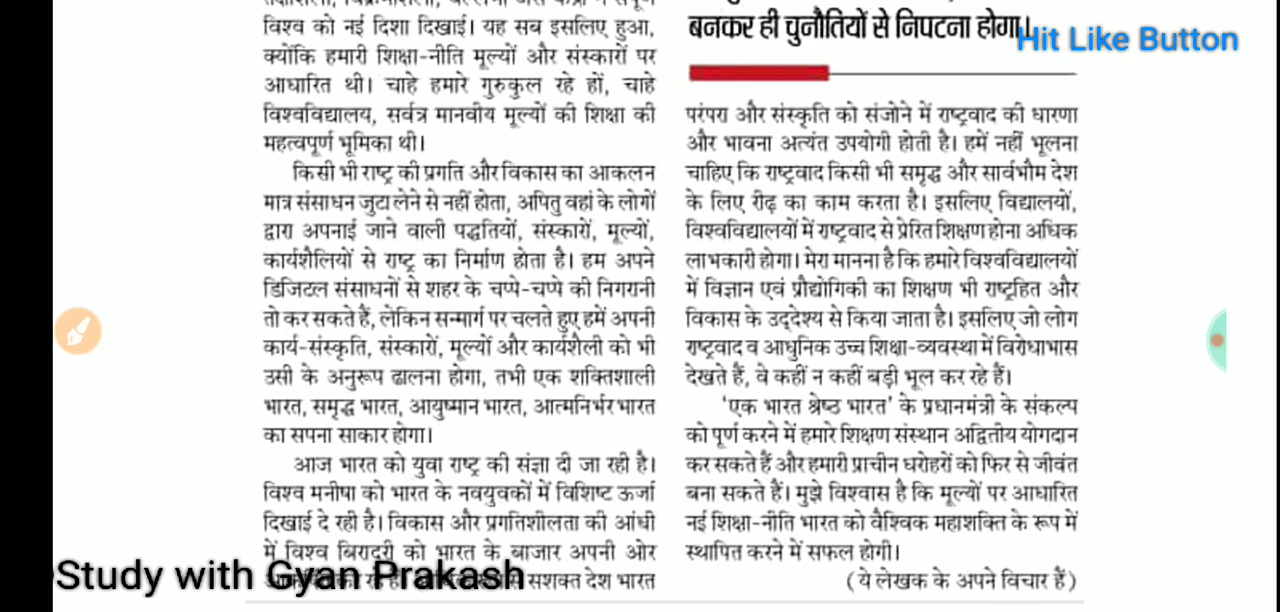 विश्व को नई दिशा दिखाई। यह सब इसलिए हुआ,
क्योंकि हमारी शिक्षा-नीति मूल्यों और संस्कारों पर
आधारित थी। चाहे हमारे गुरुकुल रहे हों, चाहे
विश्वविद्यालय, सर्वत्र मानवीय मूल्यों की शिक्षा की
महत्वपूर्ण भूमिका थी।
किसी भी राष्ट्र की प्रगति और विकास का आकलन
मात्र संसाधन जुटा लेने से नहीं होता, अपितु वहां के लोगों
द्वारा अपनाई जाने वाली पद्धतियों, संस्कारों, मूल्यों,
कार्यशैलियों से राष्ट्र का निर्माण होता है। हम अपने
डिजिटल संसाधनों से शहर के चप्पे-चप्पे की निगरानी
तो कर सकते हैं, लेकिन सन्मार्ग पर चलते हुए हमें अपनी
कार्य-संस्कृति, संस्कारों, मूल्यों और कार्यशैली को भी
उसी के अनुरूप ढालना होगा, तभी एक शक्तिशाली
भारत, समृद्ध भारत, आयुष्मान भारत, आत्मनिर्भर भारत
का सपना साकार होगा।
आज भारत को युवा राष्ट्र की संज्ञा दी जा रही है।
विश्व मनीषा को भारत के नवयुवकों में विशिष्ट ऊर्जा
दिखाई दे रही है। विकास और प्रगतिशीलता की आंधी
में विश्व बिरादरी को भारत के बाजार अपनी ओर
सशक्त देश भारत
बनकर ही चुनौतियों से निपटना होगा।
Hit Like Button
परंपरा और संस्कृति को संजोने में राष्ट्रवाद की धारणा
और भावना अत्यंत उपयोगी होती है। हमें नहीं भूलना
चाहिए कि राष्ट्रवाद किसी भी समृद्ध और सार्वभौम देश
के लिए रीढ़ का काम करता है। इसलिए विद्यालयों,
विश्वविद्यालयों में राष्ट्रवाद से प्रेरित शिक्षण होना अधिक
लाभकारी होगा। मेरा मानना है कि हमारे विश्वविद्यालयों
में विज्ञान एवं प्रौद्योगिकी का शिक्षण भी राष्ट्रहित और
विकास के उद्देश्य से किया जाता है। इसलिए जो लोग
राष्ट्रवाद व आधुनिक उच्च शिक्षा-व्यवस्था में विरोधाभास
देखते हैं, वे कहीं न कहीं बड़ी भूल कर रहे हैं।
'एक भारत श्रेष्ठ भारत' के प्रधानमंत्री के संकल्प
को पूर्ण करने में हमारे शिक्षण संस्थान अद्वितीय योगदान
कर सकते हैं और हमारी प्राचीन धरोहरों को फिर से जीवंत
बना सकते हैं। मुझे विश्वास है कि मूल्यों पर आधारित
नई शिक्षा-नीति भारत को वैश्विक महाशक्ति के रूप में
स्थापित करने में सफल होगी।
(ये लेखक के अपने विचार हैं)
Study with Gyan Prakash